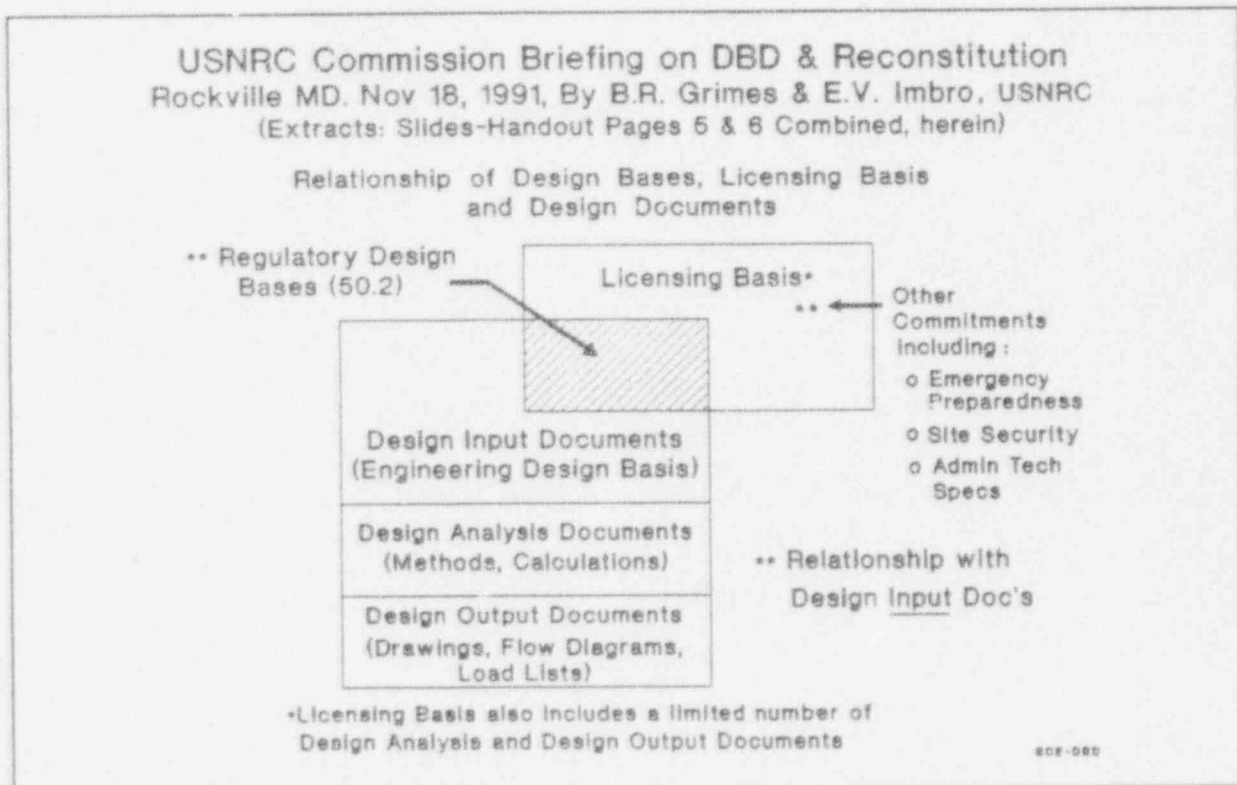 USNRC Commission Briefing on DBD & Reconstitution
Rockville MD. Nov 18, 1991, By B.R. Grimes & E.V. Imbro, USNRC
(Extracts: Slides-Handout Pages 5 & 6 Combined, herein)
Relationship of Design Bases, Licensing Basis
and Design Documents
** Regulatory Design
Bases (50.2)
Licensing Basis*
**
Other
Commitments
including :
o Emergency
Preparedness
o Site Security
o Admin Tech
Specs
Design Input Documents
(Engineering Design Basis)
Design Analysis Documents
(Methods, Calculations)
Design Output Documents
(Drawings, Flow Diagrams,
Load Lists)
** Relationship with
Design Input Doc's
*Licensing Basis also includes a limited number of
Design Analysis and Design Output Documents